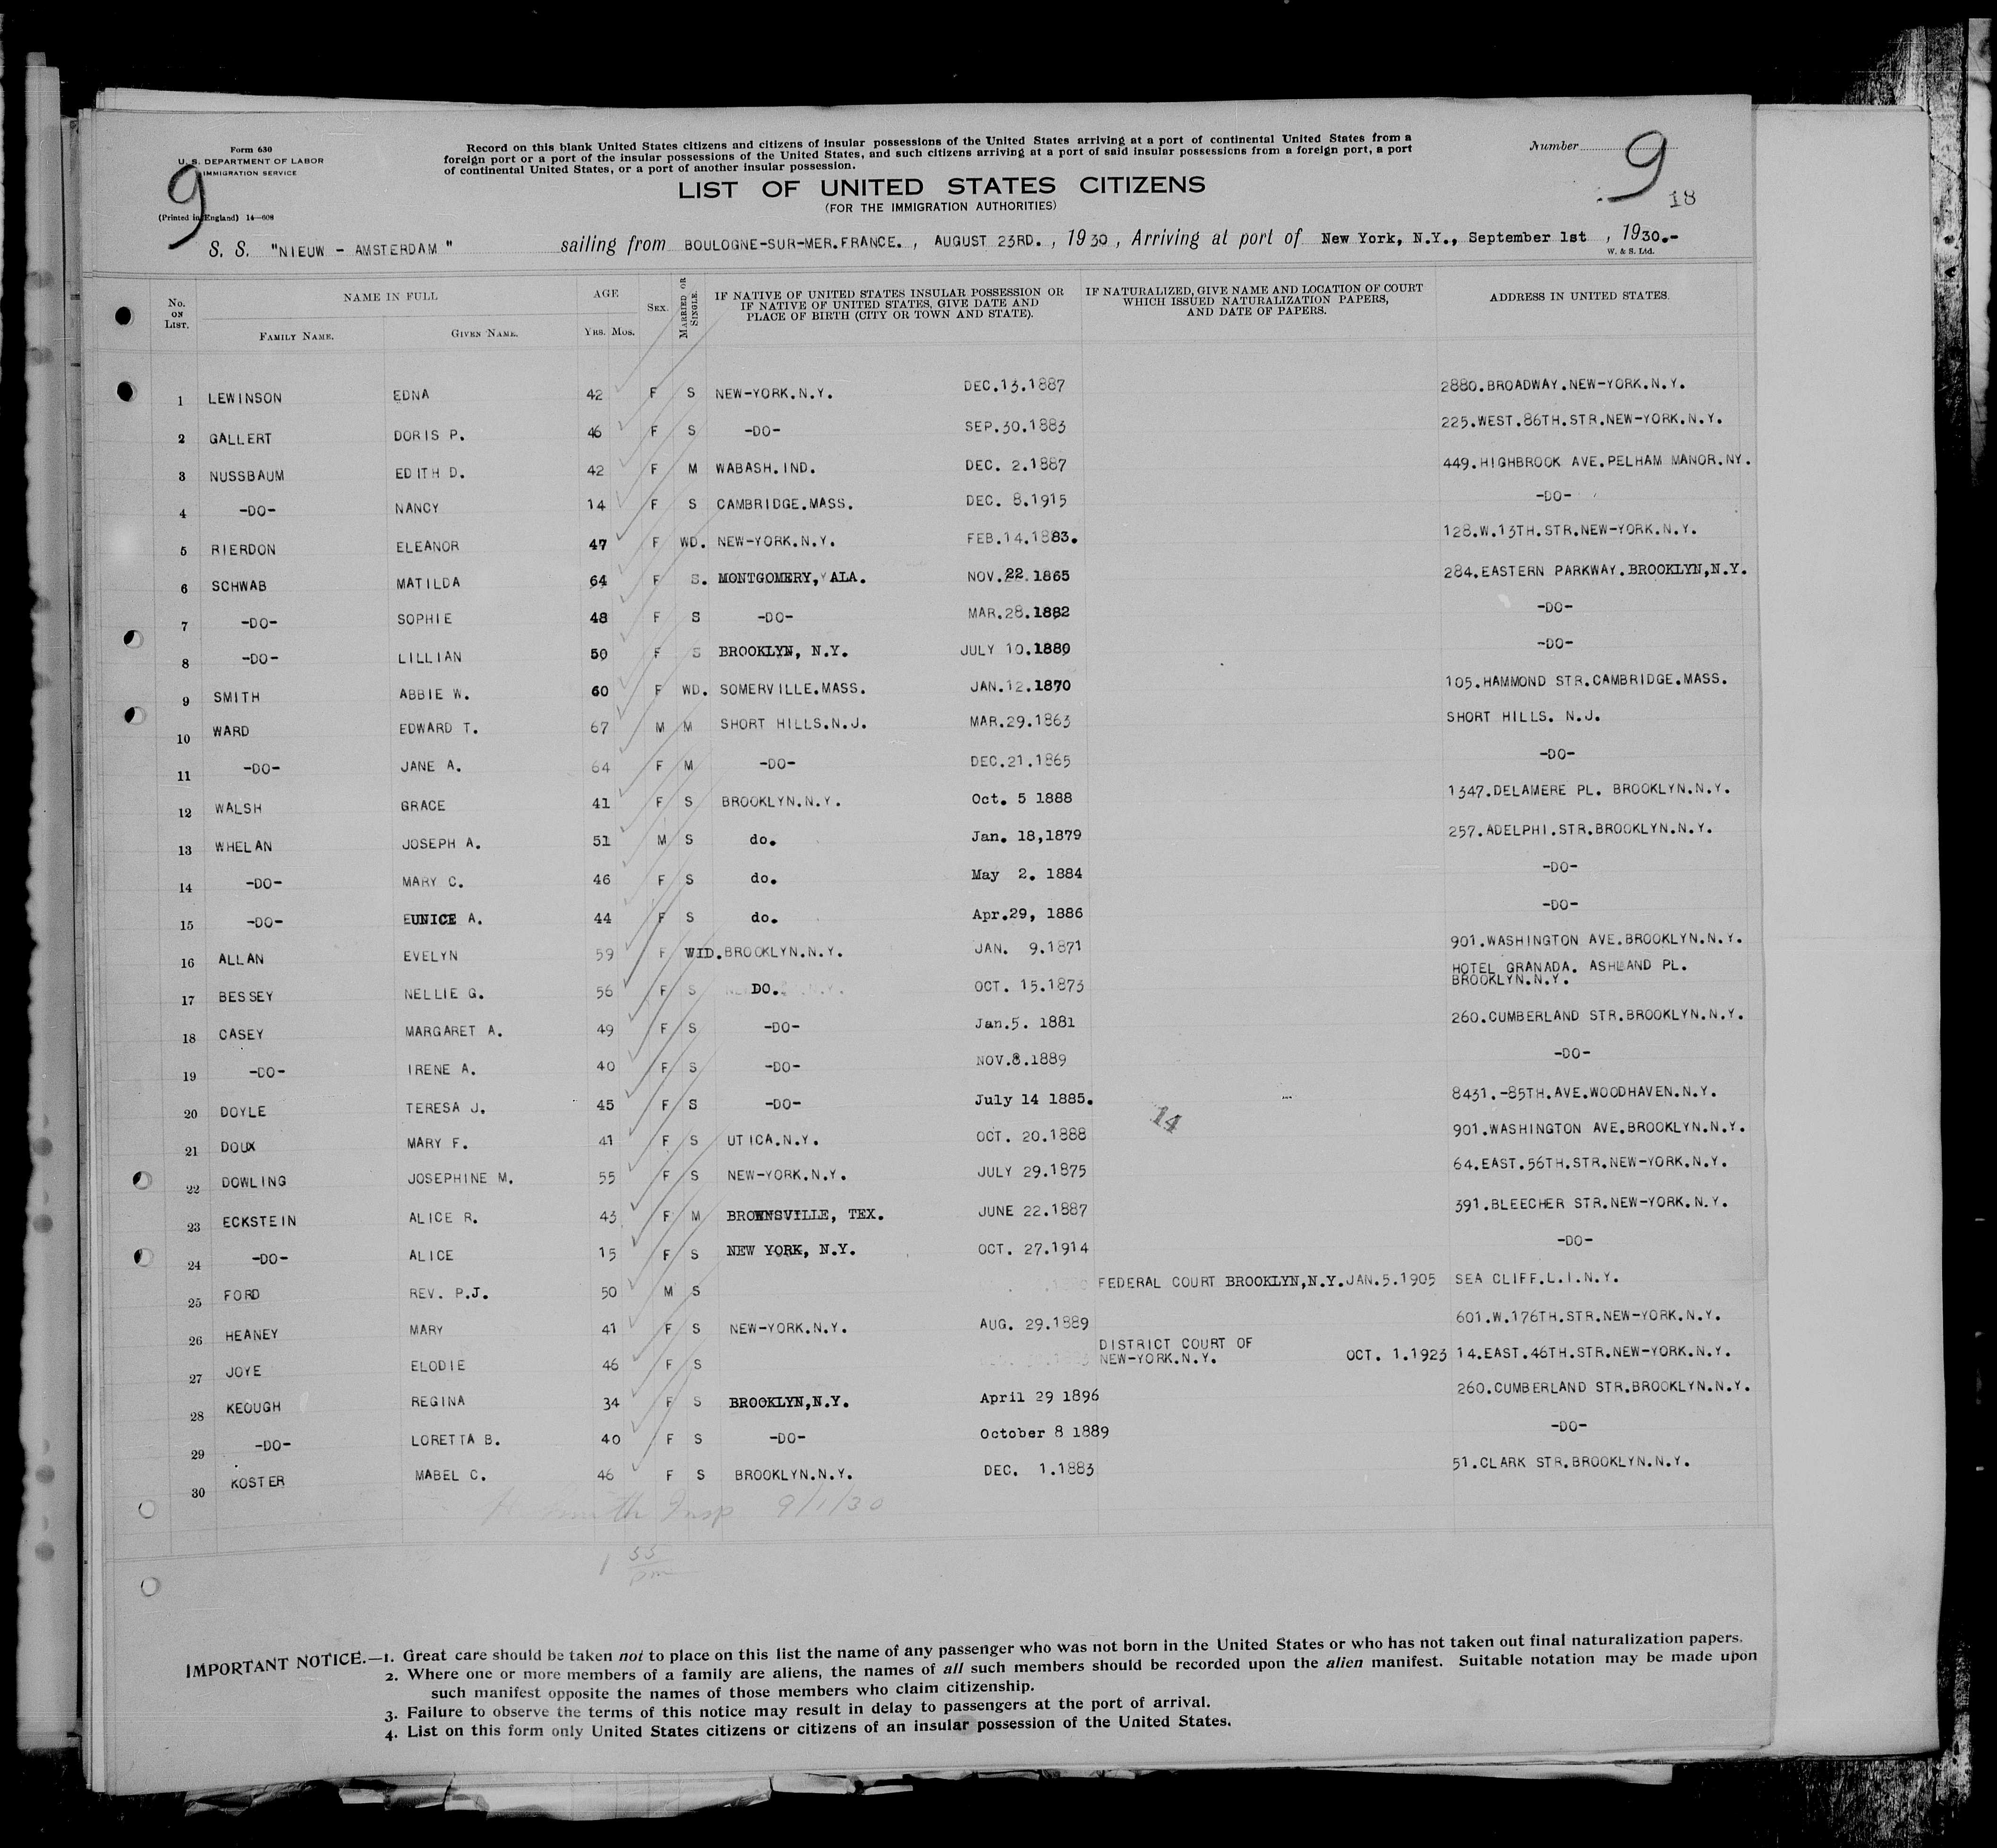 Form 630
U. S. DEPARTMENT OF LABOR
IMMIGRATION SERVICE
(Printed in England) 14—608
9
Record on this blank United States citizens and citizens of insular possessions of the United States arriving at a port of continental United States from a
foreign port or a port of the insular possessions of the United States, and such citizens arriving at a port of said insular possessions from a foreign port, a port
of continental United States, or a port of another insular possession.
Number 9
18
LIST OF UNITED STATES CITIZENS
(FOR THE IMMIGRATION AUTHORITIES)
S. S. "NIEUW - AMSTERDAM" sailing from BOULOGNE-SUR-MER.FRANCE. , AUGUST 23RD. , 1930 , Arriving at port of New York, N.Y., September 1st , 1930.-
W. & S. Ltd.
No. ON LIST. NAME IN FULL AGE SEX. MARRIED OR SINGLE. IF NATIVE OF UNITED STATES INSULAR POSSESSION OR IF NATIVE OF UNITED STATES, GIVE DATE AND PLACE OF BIRTH (CITY OR TOWN AND STATE). IF NATURALIZED, GIVE NAME AND LOCATION OF COURT WHICH ISSUED NATURALIZATION PAPERS, AND DATE OF PAPERS. ADDRESS IN UNITED STATES.
FAMILY NAME. GIVEN NAME. YRS. MOS.
1 LEWINSON EDNA 42 F S NEW-YORK.N.Y. DEC.13.1887 2880.BROADWAY.NEW-YORK.N.Y.
2 GALLERT DORIS P. 46 F S -DO- SEP.30.1883 225.WEST.86TH.STR.NEW-YORK.N.Y.
3 NUSSBAUM EDITH D. 42 F M WABASH.IND. DEC. 2.1887 449.HIGHBROOK AVE.PELHAM MANOR.NY.
4 -DO- NANCY 14 F S CAMBRIDGE.MASS. DEC. 8.1915 -DO-
5 RIERDON ELEANOR 47 F WD. NEW-YORK.N.Y. FEB.14.1883. 128.W.13TH.STR.NEW-YORK.N.Y.
6 SCHWAB MATILDA 64 F S. MONTGOMERY, ALA. NOV.22.1865 284.EASTERN PARKWAY.BROOKLYN,N.Y.
7 -DO- SOPHIE 48 F S -DO- MAR.28.1882 -DO-
8 -DO- LILLIAN 50 F S BROOKLYN, N.Y. JULY 10.1880 -DO-
9 SMITH ABBIE W. 60 F WD. SOMERVILLE.MASS. JAN.12.1870 105.HAMMOND STR.CAMBRIDGE.MASS.
10 WARD EDWARD T. 67 M M SHORT HILLS.N.J. MAR.29.1863 SHORT HILLS. N.J.
11 -DO- JANE A. 64 F M -DO- DEC.21.1865 -DO-
12 WALSH GRACE 41 F S BROOKLYN.N.Y. Oct. 5 1888 1347.DELAMERE PL. BROOKLYN.N.Y.
13 WHELAN JOSEPH A. 51 M S do. Jan. 18,1879 257.ADELPHI.STR.BROOKLYN.N.Y.
14 -DO- MARY C. 46 F S do. May 2. 1884 -DO-
15 -DO- EUNICE A. 44 F S do. Apr.29, 1886 -DO-
16 ALLAN EVELYN 59 F WID. BROOKLYN.N.Y. JAN. 9.1871 901.WASHINGTON AVE.BROOKLYN.N.Y.
17 BESSEY NELLIE G. 56 F S DO. OCT. 15.1873 HOTEL GRANADA. ASHLAND PL.
BROOKLYN.N.Y.
18 CASEY MARGARET A. 49 F S -DO- Jan.5. 1881 260.CUMBERLAND STR.BROOKLYN.N.Y.
19 -DO- IRENE A. 40 F S -DO- NOV.8.1889 -DO-
20 DOYLE TERESA J. 45 F S -DO- July 14 1885. 8431.-85TH.AVE.WOODHAVEN.N.Y.
14
21 DOUX MARY F. 41 F S UTICA.N.Y. OCT. 20.1888 901.WASHINGTON AVE.BROOKLYN.N.Y.
22 DOWLING JOSEPHINE M. 55 F S NEW-YORK.N.Y. JULY 29.1875 64.EAST.56TH.STR.NEW-YORK.N.Y.
23 ECKSTEIN ALICE R. 43 F M BROWNSVILLE, TEX. JUNE 22.1887 391.BLEECHER STR.NEW-YORK.N.Y.
24 -DO- ALICE 15 F S NEW YORK, N.Y. OCT. 27.1914 -DO-
25 FORD REV. P.J. 50 M S FEDERAL COURT BROOKLYN,N.Y.JAN.5.1905 SEA CLIFF.L.I.N.Y.
26 HEANEY MARY 41 F S NEW-YORK.N.Y. AUG. 29.1889 601.W.176TH.STR.NEW-YORK.N.Y.
27 JOYE ELODIE 46 F S DISTRICT COURT OF
NEW-YORK.N.Y. OCT. 1.1923 14.EAST.46TH.STR.NEW-YORK.N.Y.
28 KEOUGH REGINA 34 F S BROOKLYN,N.Y. April 29 1896 260.CUMBERLAND STR.BROOKLYN.N.Y.
29 -DO- LORETTA B. 40 F S -DO- October 8 1889 -DO-
30 KOSTER MABEL C. 46 F S BROOKLYN.N.Y. DEC. 1.1883 51.CLARK STR.BROOKLYN.N.Y.
Smith Insp 9/1/30
1 55 pm
IMPORTANT NOTICE.—1. Great care should be taken not to place on this list the name of any passenger who was not born in the United States or who has not taken out final naturalization papers.
2. Where one or more members of a family are aliens, the names of all such members should be recorded upon the alien manifest. Suitable notation may be made upon
such manifest opposite the names of those members who claim citizenship.
3. Failure to observe the terms of this notice may result in delay to passengers at the port of arrival.
4. List on this form only United States citizens or citizens of an insular possession of the United States.